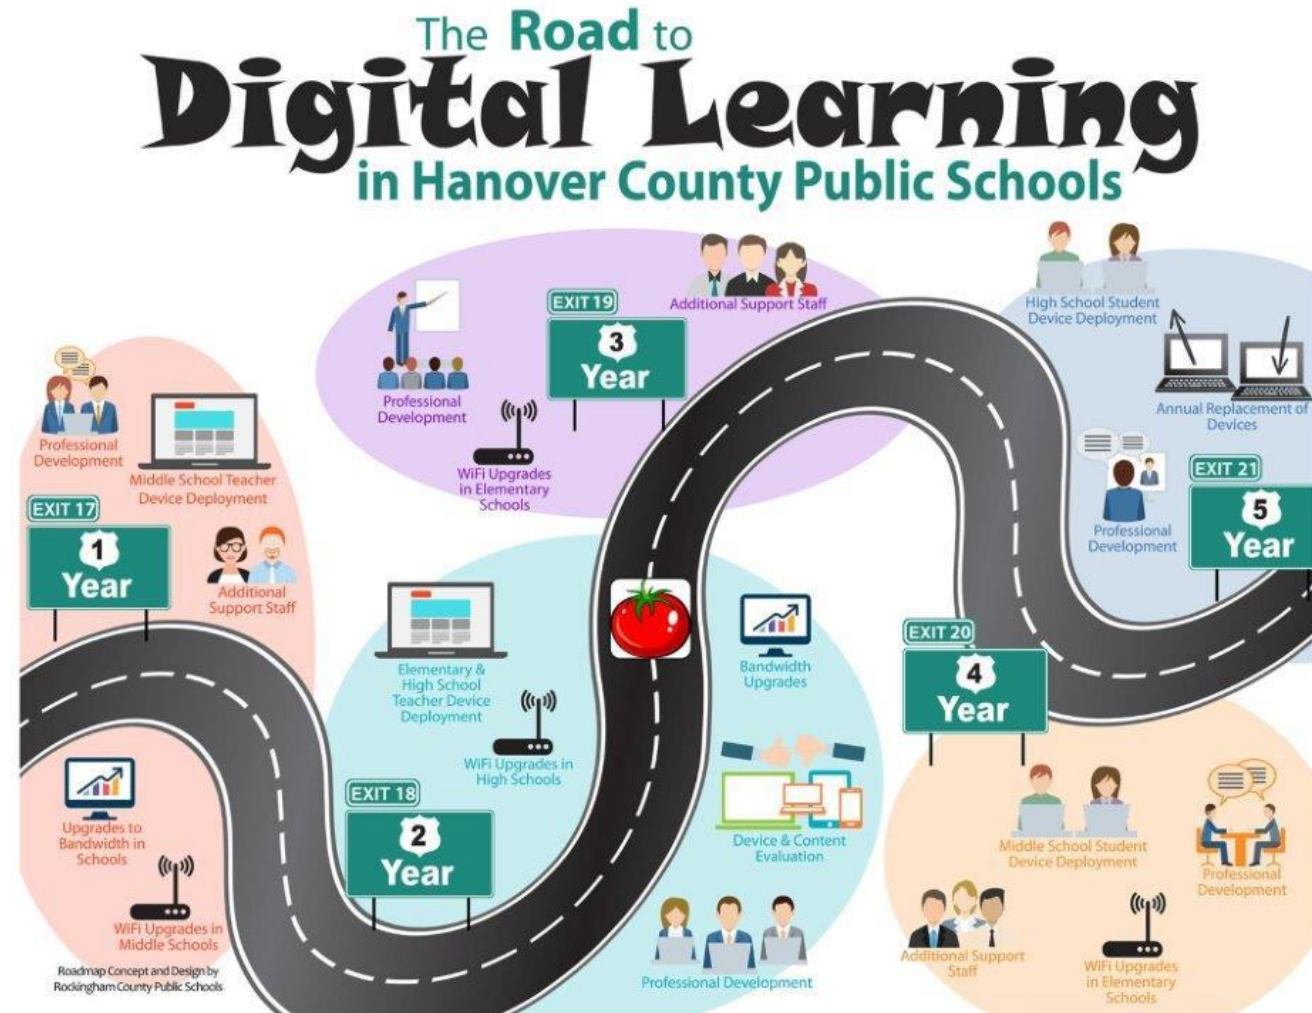 The Road to
Digital Learning
in Hanover County Public Schools
EXIT 17
1
Year
Professional
Development
Middle School Teacher
Device Deployment
Additional
Support Staff
Upgrades to
Bandwidth in
Schools
WiFi Upgrades in
Middle Schools
EXIT 18
2
Year
Elementary &
High School
Teacher Device
Deployment
WiFi Upgrades in
High Schools
Bandwidth
Upgrades
Device & Content
Evaluation
Professional Development
EXIT 19
3
Year
Professional
Development
Additional Support Staff
WiFi Upgrades
in Elementary
Schools
EXIT 20
4
Year
Middle School Student
Device Deployment
Professional
Development
Additional Support
Staff
WiFi Upgrades
in Elementary
Schools
EXIT 21
5
Year
High School Student
Device Deployment
Annual Replacement of
Devices
Professional
Development
Roadmap Concept and Design by
Rockingham County Public Schools